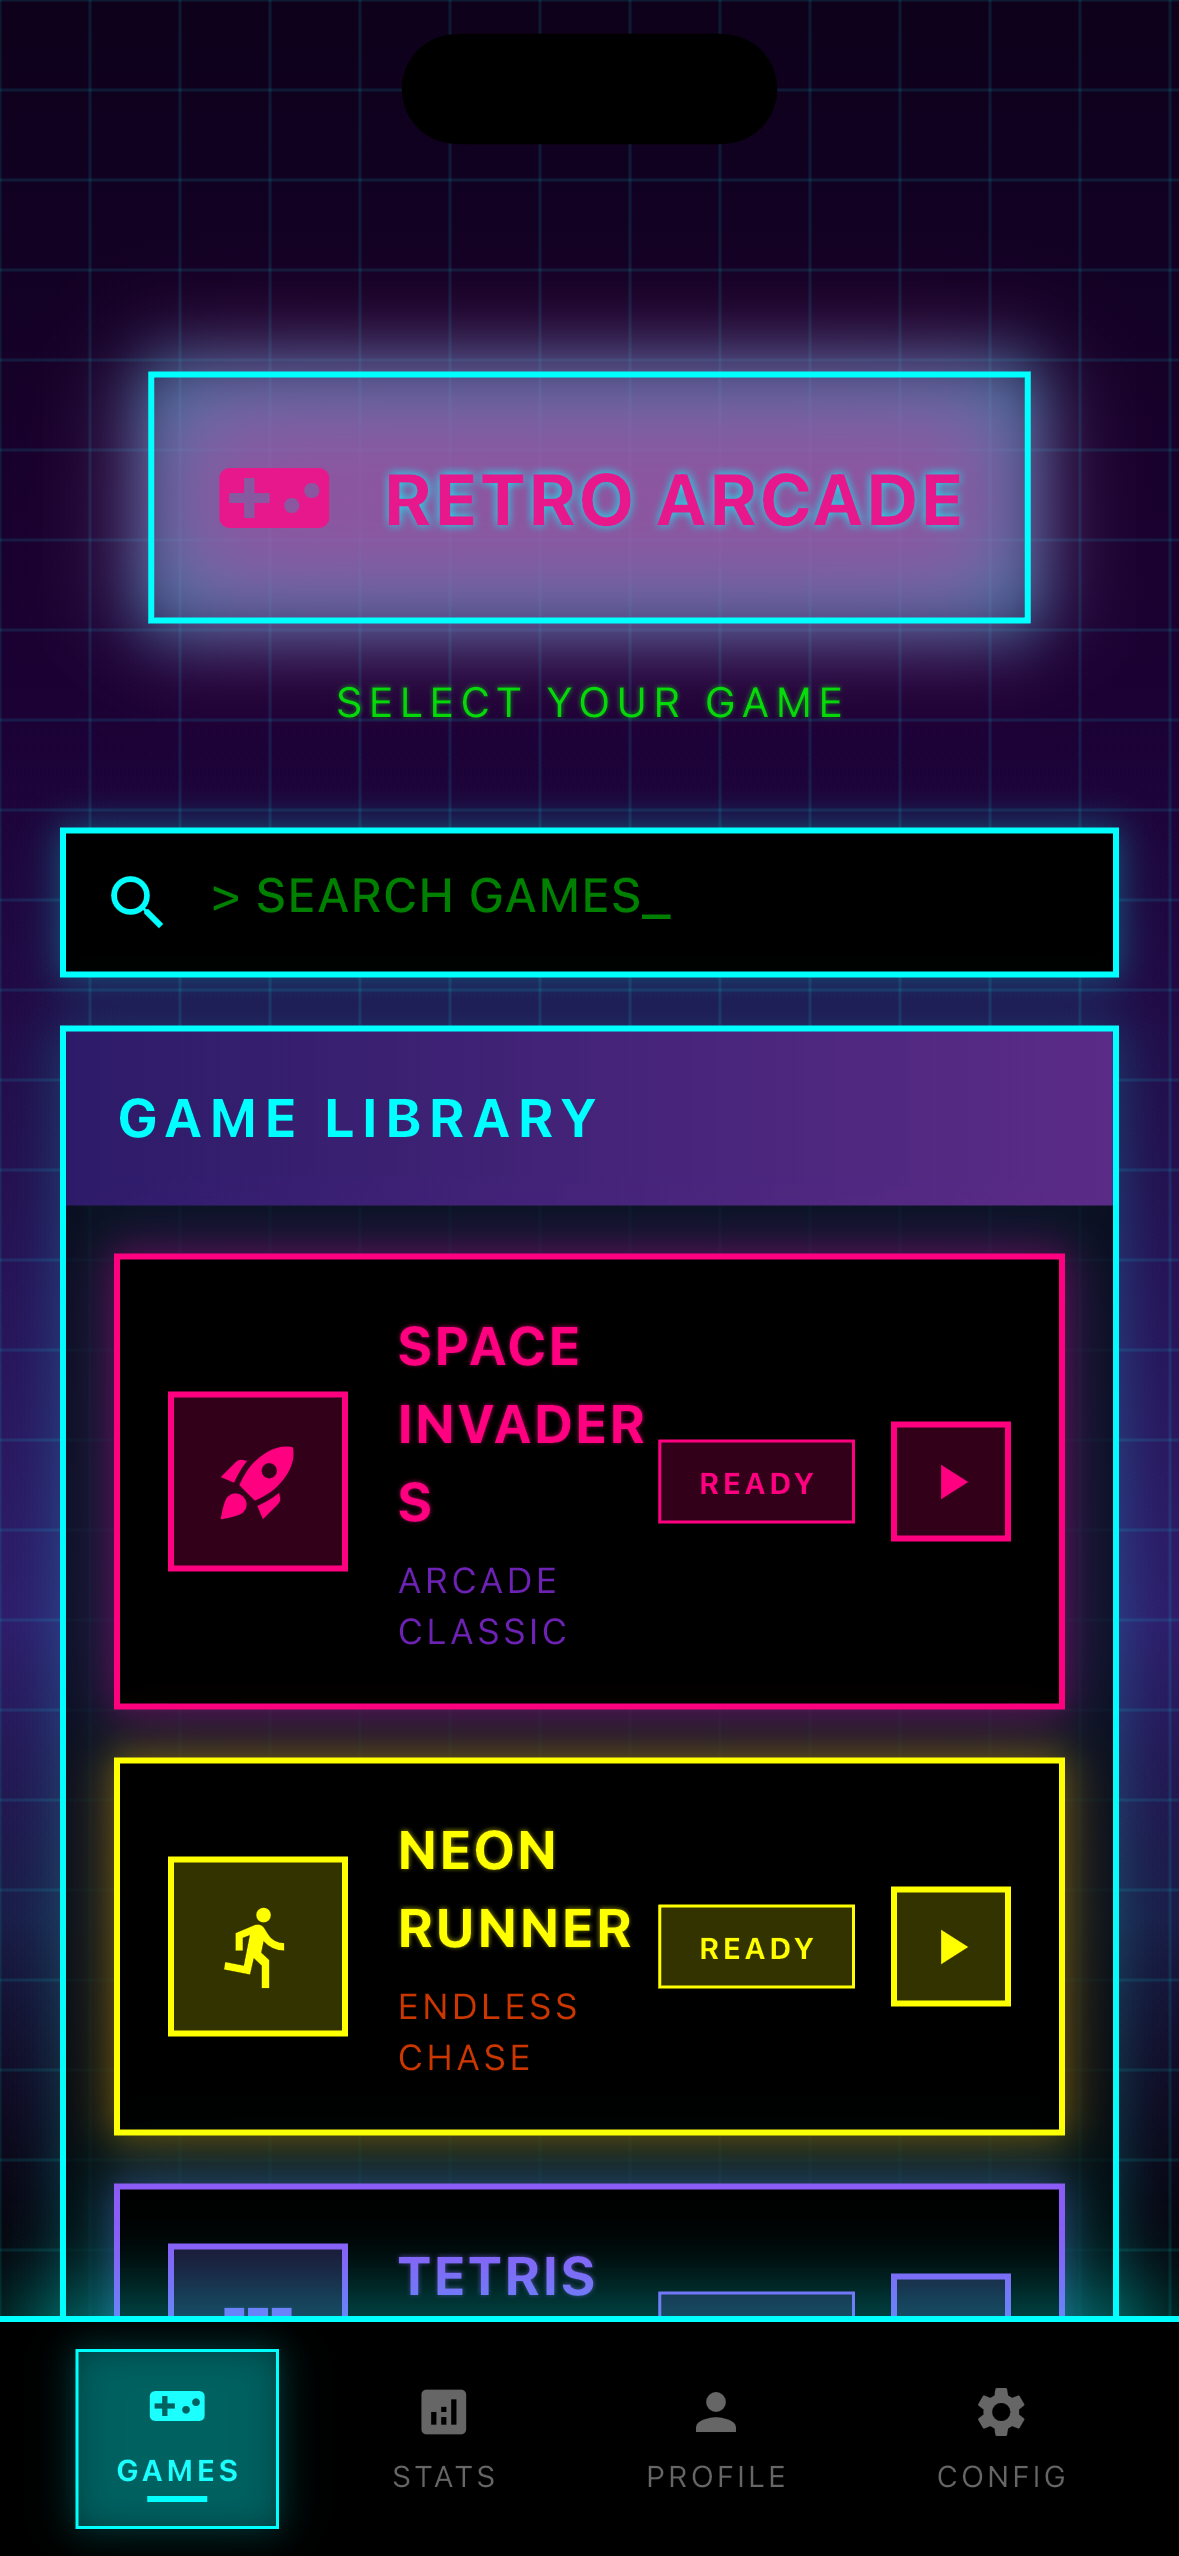 RETRO ARCADE
SELECT YOUR GAME
> SEARCH GAMES_
GAME LIBRARY
SPACE
INVADER
S
ARCADE
CLASSIC
READY
NEON
RUNNER
ENDLESS
CHASE
READY
TETRIS
GAMES
STATS
PROFILE
CONFIG